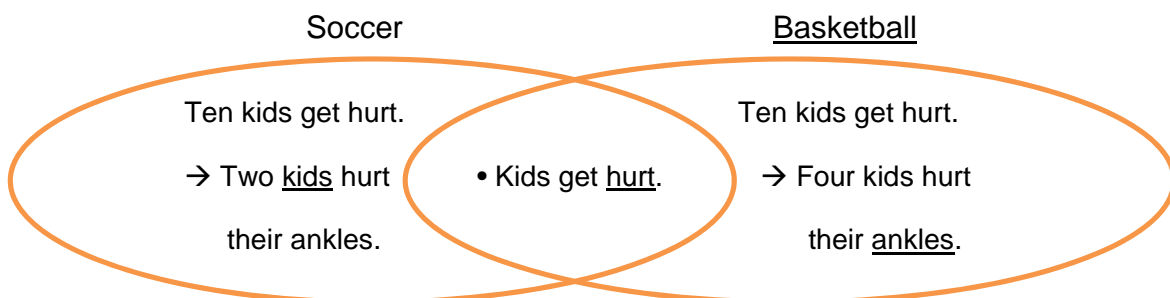 Soccer
Basketball
Ten kids get hurt.
→ Two kids hurt
their ankles.
• Kids get hurt.
Ten kids get hurt.
→ Four kids hurt
their ankles.